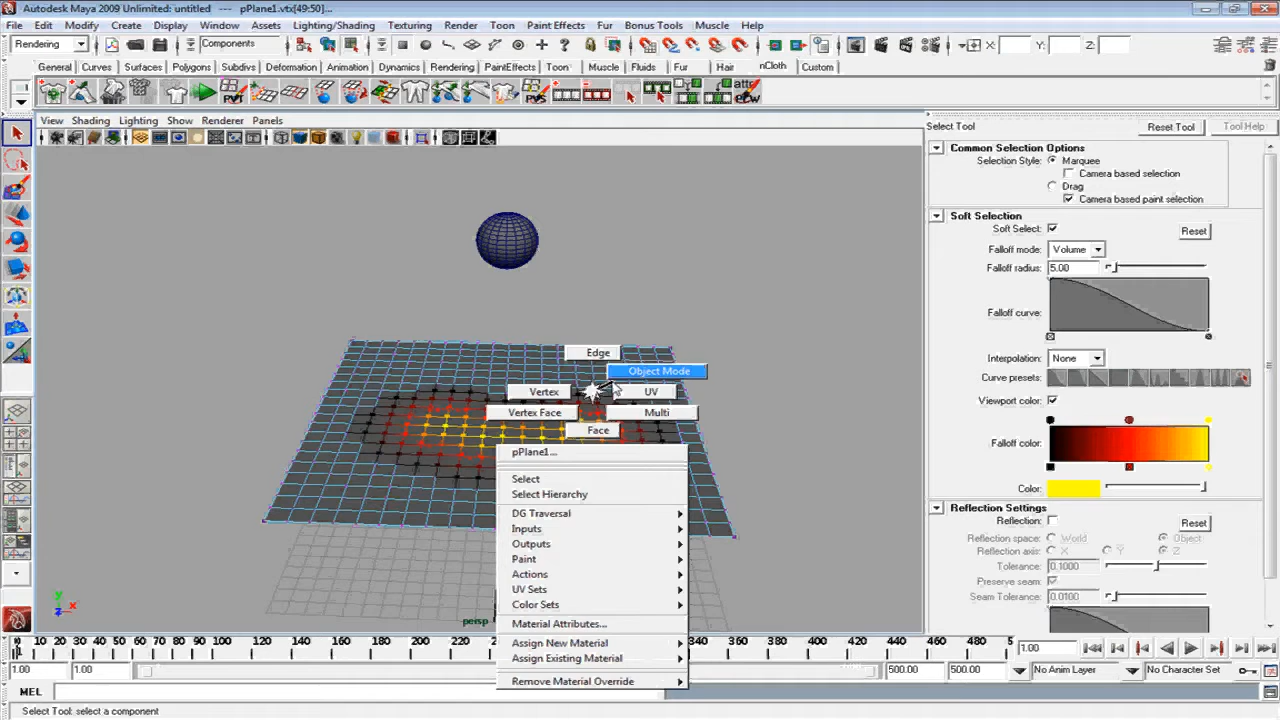 Autodesk Maya 2009 Unlimited: untitled --- pPlane1.vtx[49:50]...
File Edit Modify Create Display Window Assets Lighting/Shading Texturing Render Toon Paint Effects Fur Bonus Tools Muscle Help
Rendering Components X: Y: Z:
General Curves Surfaces Polygons Subdivs Deformation Animation Dynamics Rendering PaintEffects Toon Muscle Fluids Fur Hair nCloth Custom
View Shading Lighting Show Renderer Panels
Select Tool Reset Tool Tool Help
Common Selection Options
Selection Style: Marquee
Camera based selection
Drag
Camera based paint selection
Soft Selection
Soft Select: Reset
Falloff mode: Volume
Falloff radius: 5.00
Falloff curve:
Interpolation: None
Curve presets:
Viewport color:
Falloff color:
Color:
Reflection Settings
Reflection: Reset
Reflection space: World Object
Reflection axis: X Y Z
Tolerance: 0.1000
Preserve seam:
Seam Tolerance: 0.0100
Edge
Object Mode
Vertex UV
Vertex Face Multi
Face
pPlane1...
Select
Select Hierarchy
DG Traversal
Inputs
Outputs
Paint
Actions
UV Sets
Color Sets
Material Attributes...
Assign New Material
Assign Existing Material
Remove Material Override
y
z x
persp
10 20 30 40 50 60 70 80 90 100 120 140 160 180 200 220 340 360 380 400 420 440 460 480 5 1.00
1.00 1.00 500.00 500.00 No Anim Layer No Character Set
MEL
Select Tool: select a component